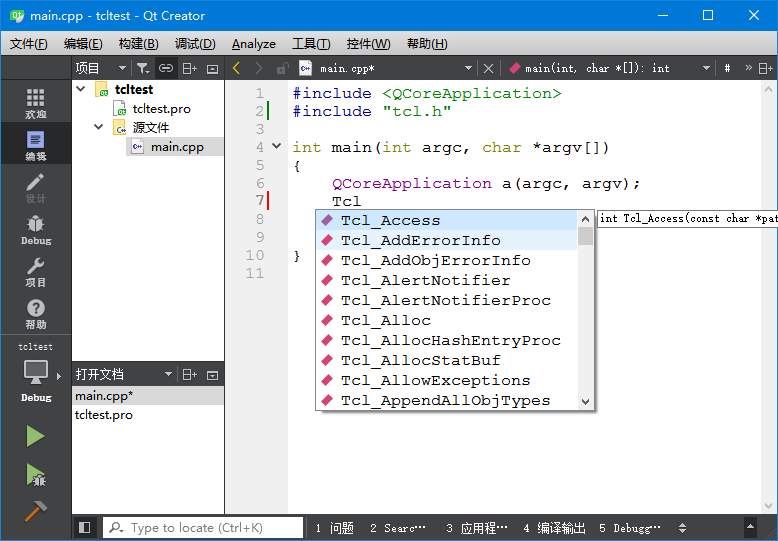 main.cpp - tcltest - Qt Creator
文件(F) 编辑(E) 构建(B) 调试(D) Analyze 工具(T) 控件(W) 帮助(H)
项目
main.cpp*
main(int, char *[]): int
#
»
欢迎
编辑
设计
Debug
项目
帮助
tcltest
Debug
tcltest
tcltest.pro
源文件
main.cpp
打开文档
main.cpp*
tcltest.pro
1 #include <QCoreApplication>
2 #include "tcl.h"
3
4 int main(int argc, char *argv[])
5 {
6 QCoreApplication a(argc, argv);
7 Tcl
8
9
10 }
11
Tcl_Access
Tcl_AddErrorInfo
Tcl_AddObjErrorInfo
Tcl_AlertNotifier
Tcl_AlertNotifierProc
Tcl_Alloc
Tcl_AllocHashEntryProc
Tcl_AllocStatBuf
Tcl_AllowExceptions
Tcl_AppendAllObjTypes
int Tcl_Access(const char *pat
Type to locate (Ctrl+K)
1 问题 2 Searc⋯ 3 应用程⋯ 4 编译输出 5 Debugg⋯